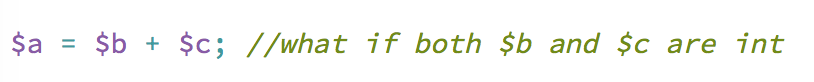 $a = $b + $c; //what if both $b and $c are int